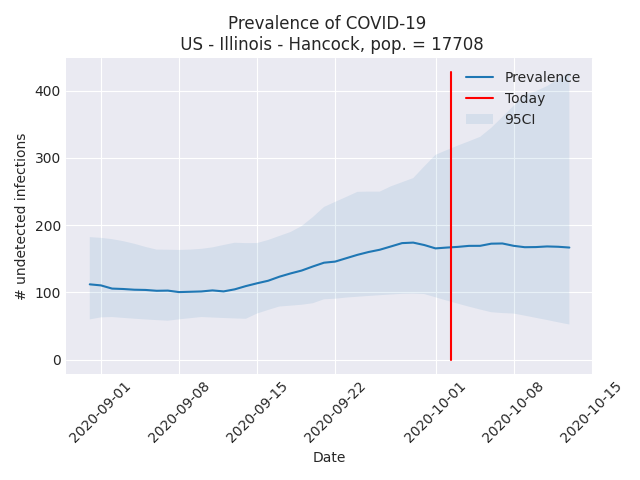 Prevalence of COVID-19
US - Illinois - Hancock, pop. = 17708
# undetected infections
400
300
200
100
0
Prevalence
Today
95CI
2020-09-01
2020-09-08
2020-09-15
2020-09-22
2020-10-01
2020-10-08
2020-10-15
Date